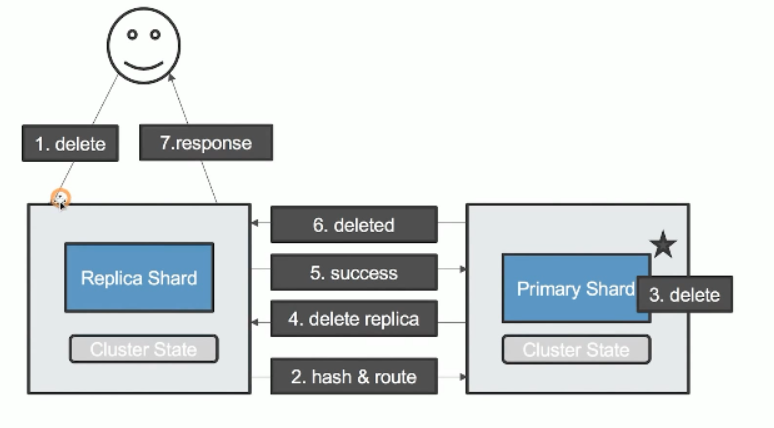 1. delete
7.response
6. deleted
Replica Shard
5. success
Primary Shard
3. delete
4. delete replica
Cluster State
Cluster State
2. hash & route